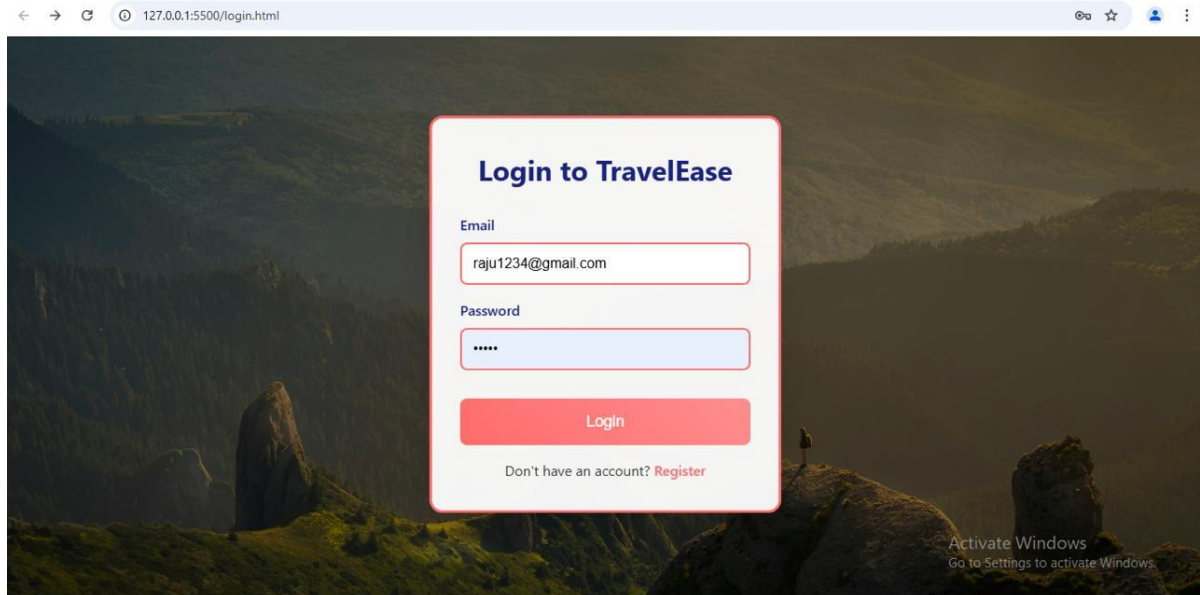 127.0.0.1:5500/login.html
Login to TravelEase
Email
raju1234@gmail.com
Password
•••••
Login
Don't have an account? Register
Activate Windows
Go to Settings to activate Windows.